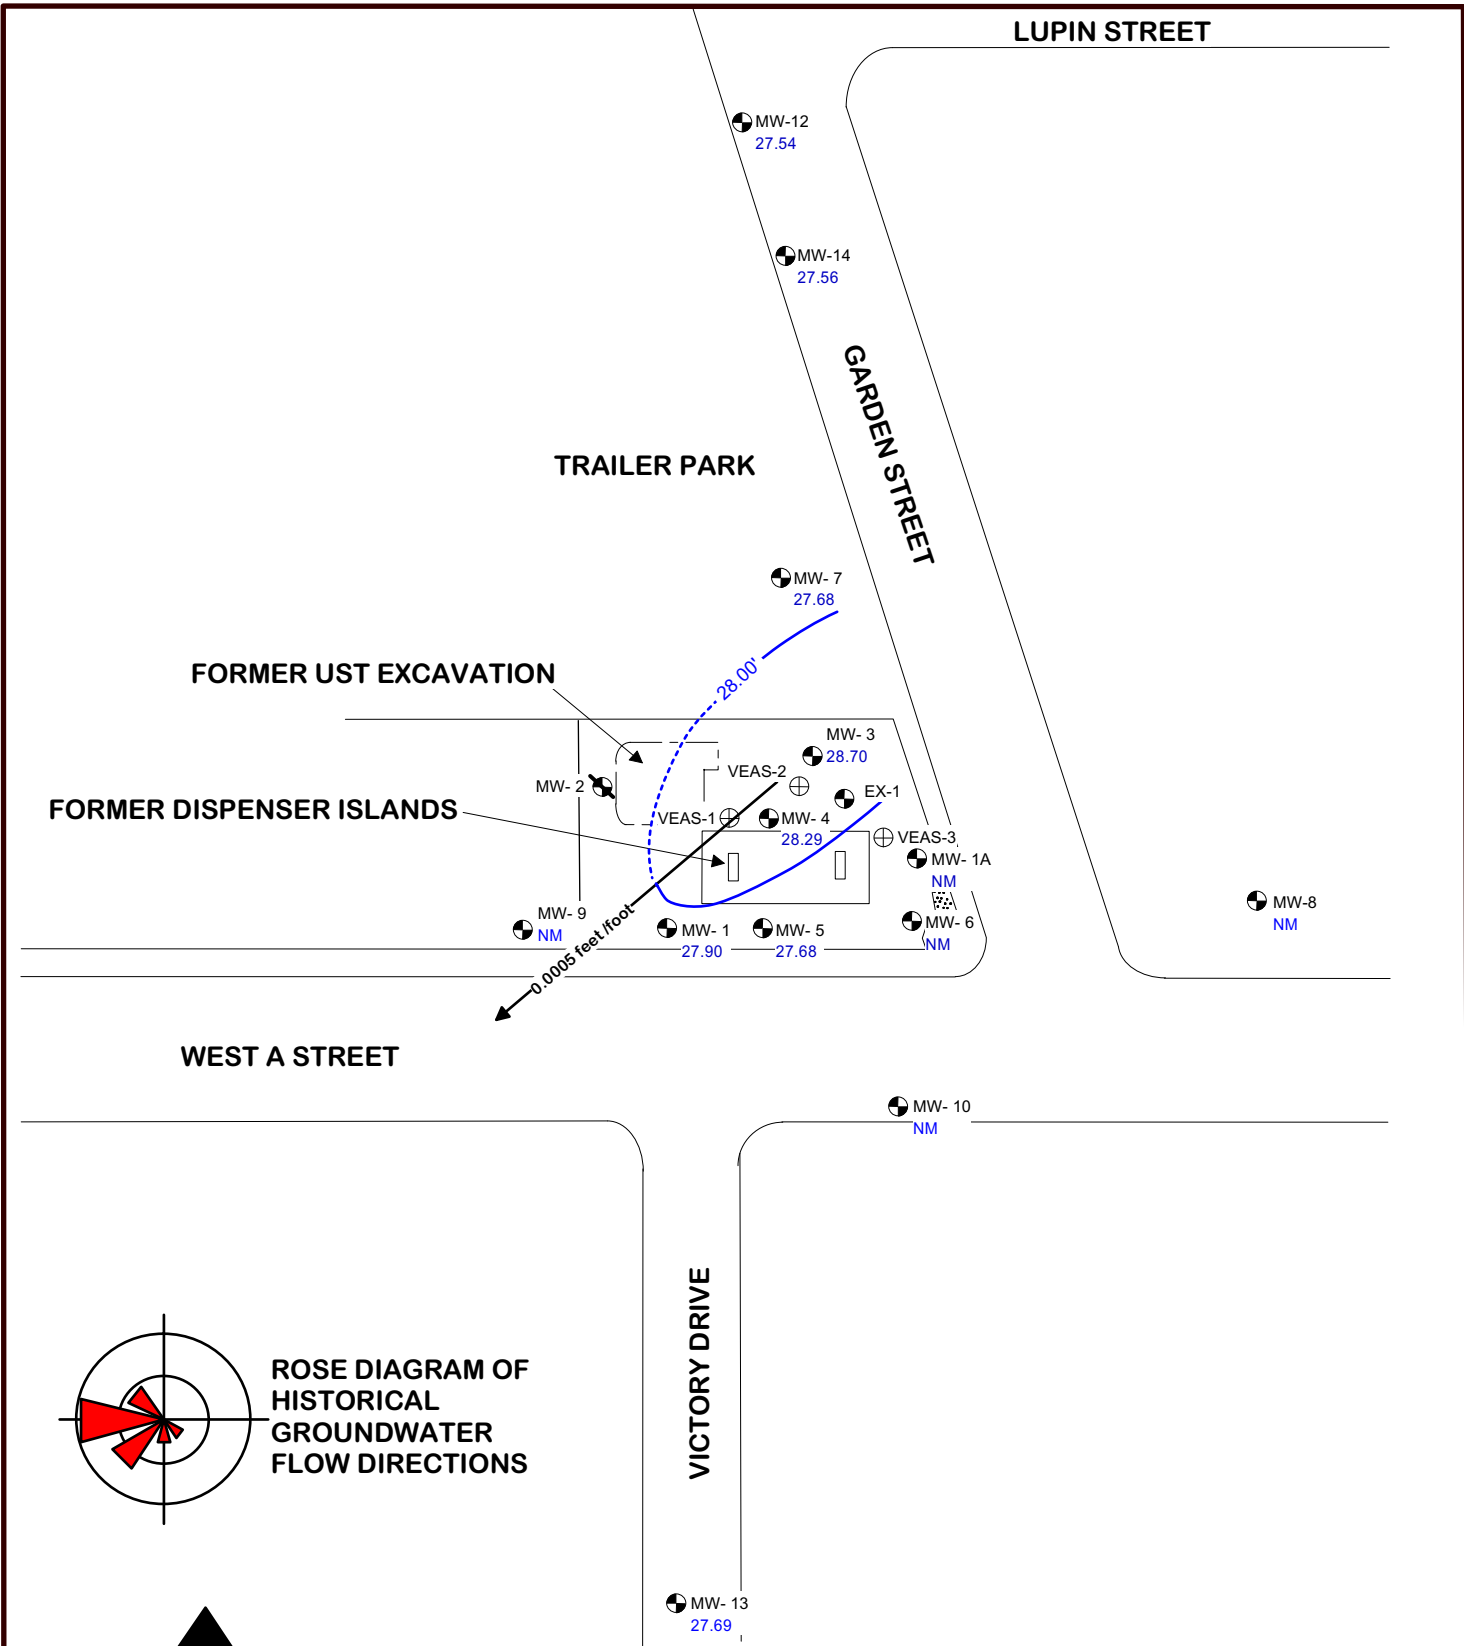 LUPIN STREET
MW-12
27.54
MW-14
27.56
GARDEN STREET
TRAILER PARK
MW- 7
27.68
28.00'
FORMER UST EXCAVATION
MW- 3
28.70
VEAS-2
MW- 2
EX-1
FORMER DISPENSER ISLANDS
VEAS-1
MW- 4
28.29
VEAS-3
MW- 1A
NM
MW-8
NM
MW- 9
NM
MW- 1
27.90
MW- 5
27.68
MW- 6
NM
0.0005 feet /foot
WEST A STREET
MW- 10
NM
VICTORY DRIVE
ROSE DIAGRAM OF
HISTORICAL
GROUNDWATER
FLOW DIRECTIONS
MW- 13
27.69